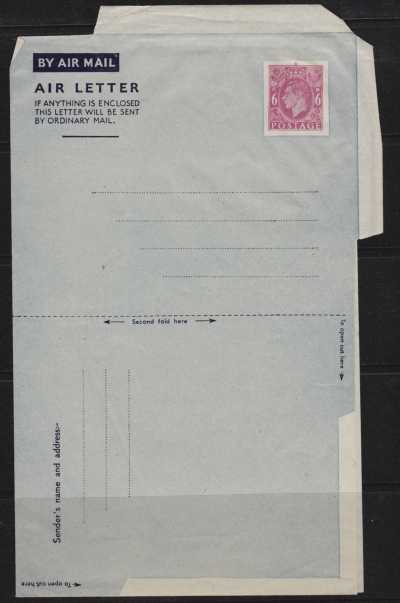 BY AIR MAIL
AIR LETTER
IF ANYTHING IS ENCLOSED
THIS LETTER WILL BE SENT
BY ORDINARY MAIL.
6 6
POSTAGE
Second fold here
To open cut here
Sender's name and address:-
To open cut here